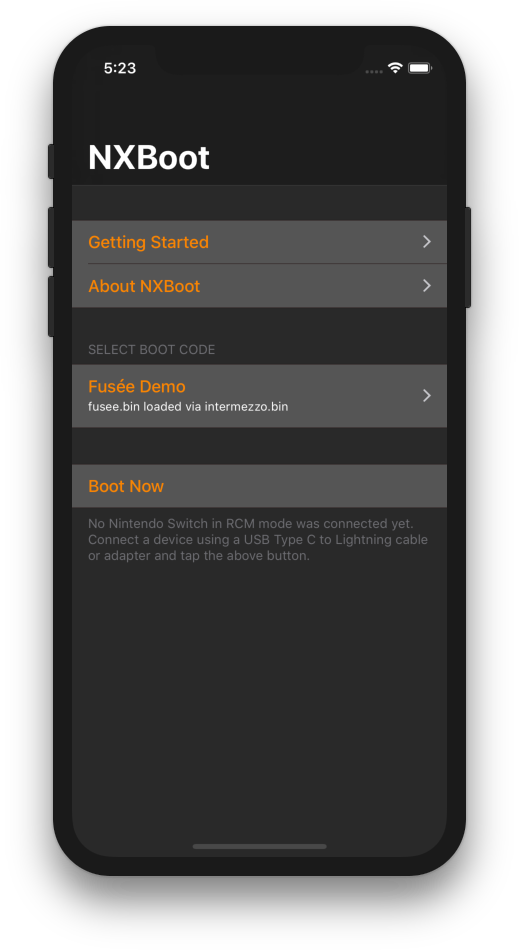 5:23
NXBoot
Getting Started
About NXBoot
SELECT BOOT CODE
Fusée Demo
fusee.bin loaded via intermezzo.bin
Boot Now
No Nintendo Switch in RCM mode was connected yet.
Connect a device using a USB Type C to Lightning cable
or adapter and tap the above button.